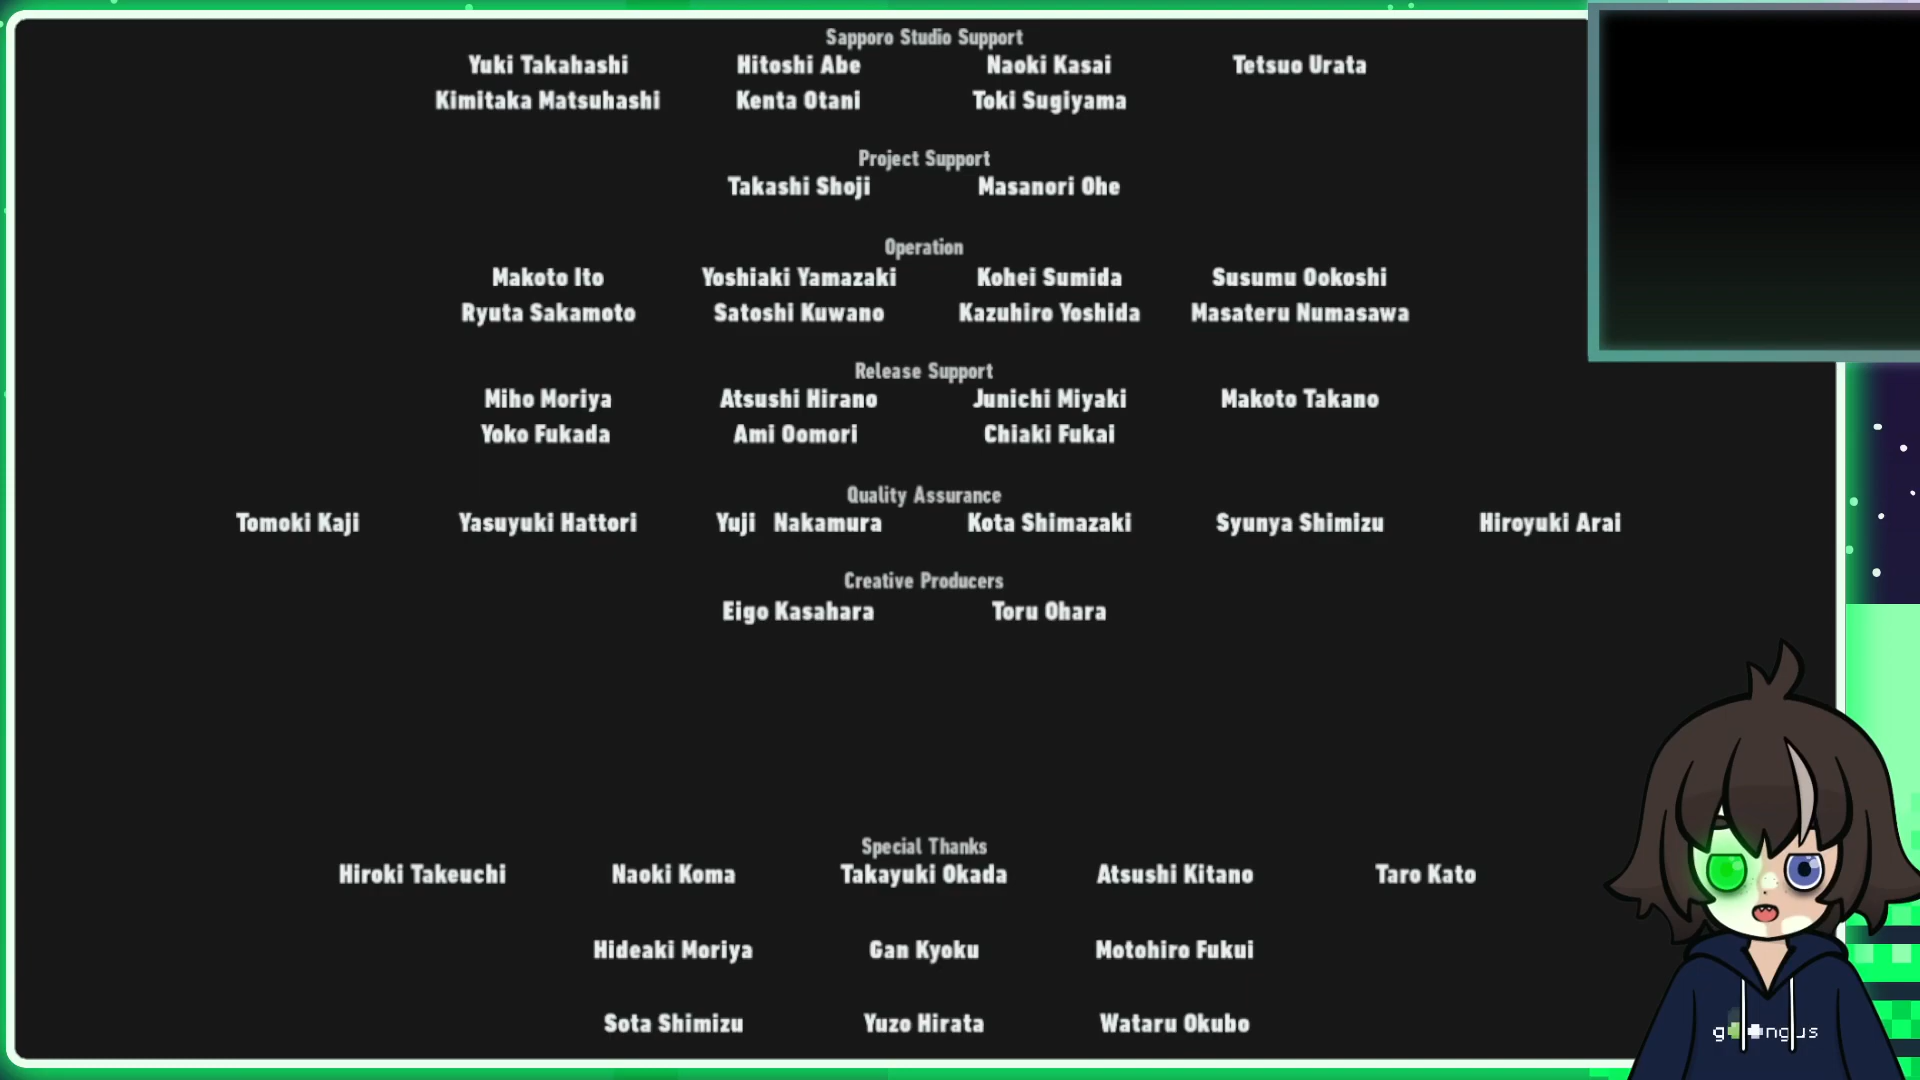 Sapporo Studio Support
Yuki Takahashi Hitoshi Abe Naoki Kasai Tetsuo Urata
Kimitaka Matsuhashi Kenta Otani Toki Sugiyama
Project Support
Takashi Shoji Masanori Ohe
Operation
Makoto Ito Yoshiaki Yamazaki Kohei Sumida Susumu Ookoshi
Ryuta Sakamoto Satoshi Kuwano Kazuhiro Yoshida Masateru Numasawa
Release Support
Miho Moriya Atsushi Hirano Junichi Miyaki Makoto Takano
Yoko Fukada Ami Oomori Chiaki Fukai
Quality Assurance
Tomoki Kaji Yasuyuki Hattori Yuji Nakamura Kota Shimazaki Syunya Shimizu Hiroyuki Arai
Creative Producers
Eigo Kasahara Toru Ohara
Special Thanks
Hiroki Takeuchi Naoki Koma Takayuki Okada Atsushi Kitano Taro Kato
Hideaki Moriya Gan Kyoku Motohiro Fukui
Sota Shimizu Yuzo Hirata Wataru Okubo